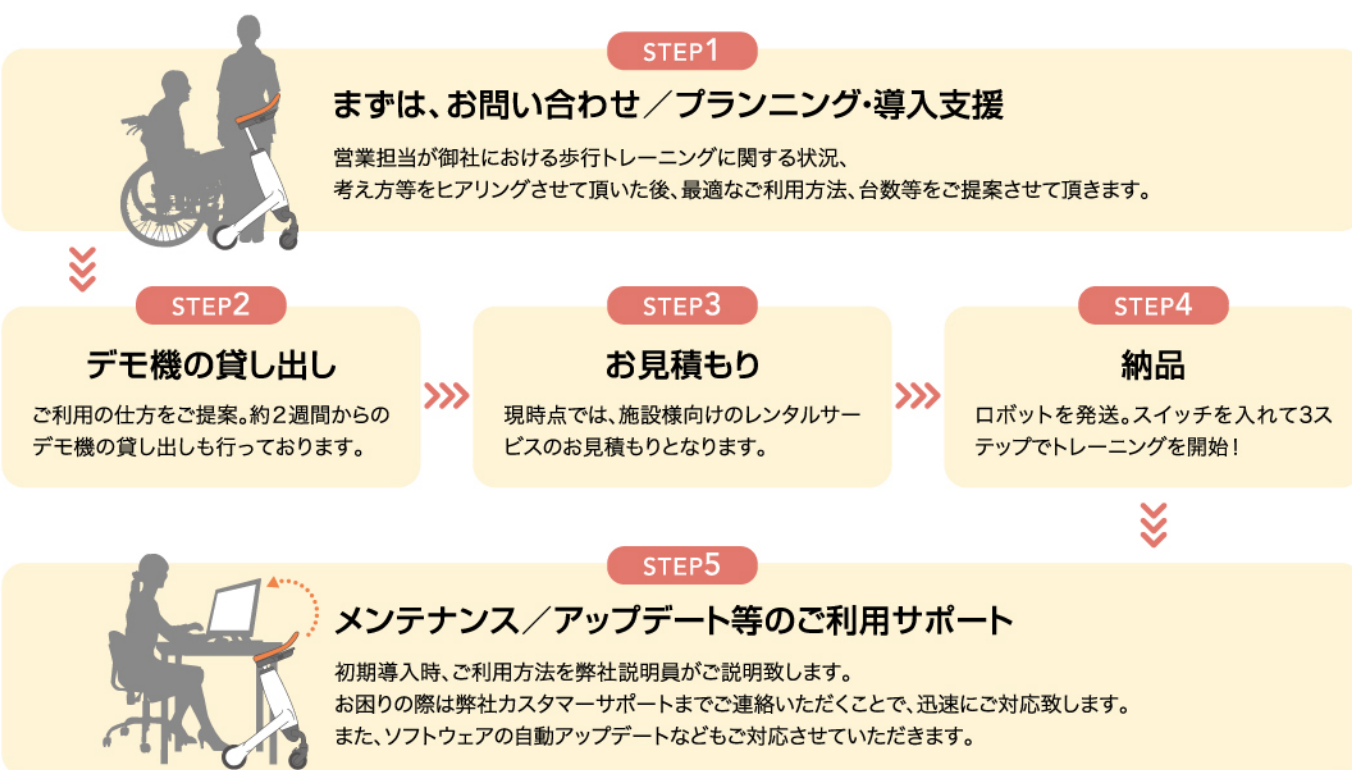 STEP1
まずは、お問い合わせ／プランニング・導入支援
営業担当が御社における歩行トレーニングに関する状況、
考え方等をヒアリングさせて頂いた後、最適なご利用方法、台数等をご提案させて頂きます。
STEP2
デモ機の貸し出し
ご利用の仕方をご提案。約2週間からの
デモ機の貸し出しも行っております。
STEP3
お見積もり
現時点では、施設様向けのレンタルサー
ビスのお見積もりとなります。
STEP4
納品
ロボットを発送。スイッチを入れて3ス
テップでトレーニングを開始！
STEP5
メンテナンス／アップデート等のご利用サポート
初期導入時、ご利用方法を弊社説明員がご説明致します。
お困りの際は弊社カスタマーサポートまでご連絡いただくことで、迅速にご対応致します。
また、ソフトウェアの自動アップデートなどもご対応させていただきます。